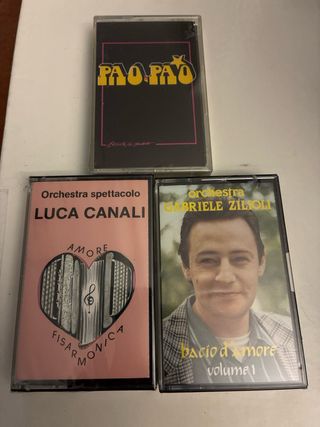 PAO PAO
Orchestra spettacolo
LUCA CANALI
AMORE
FISARMONICA
orchestra
GABRIELE ZILIOLI
bacio d'amore
volume 1